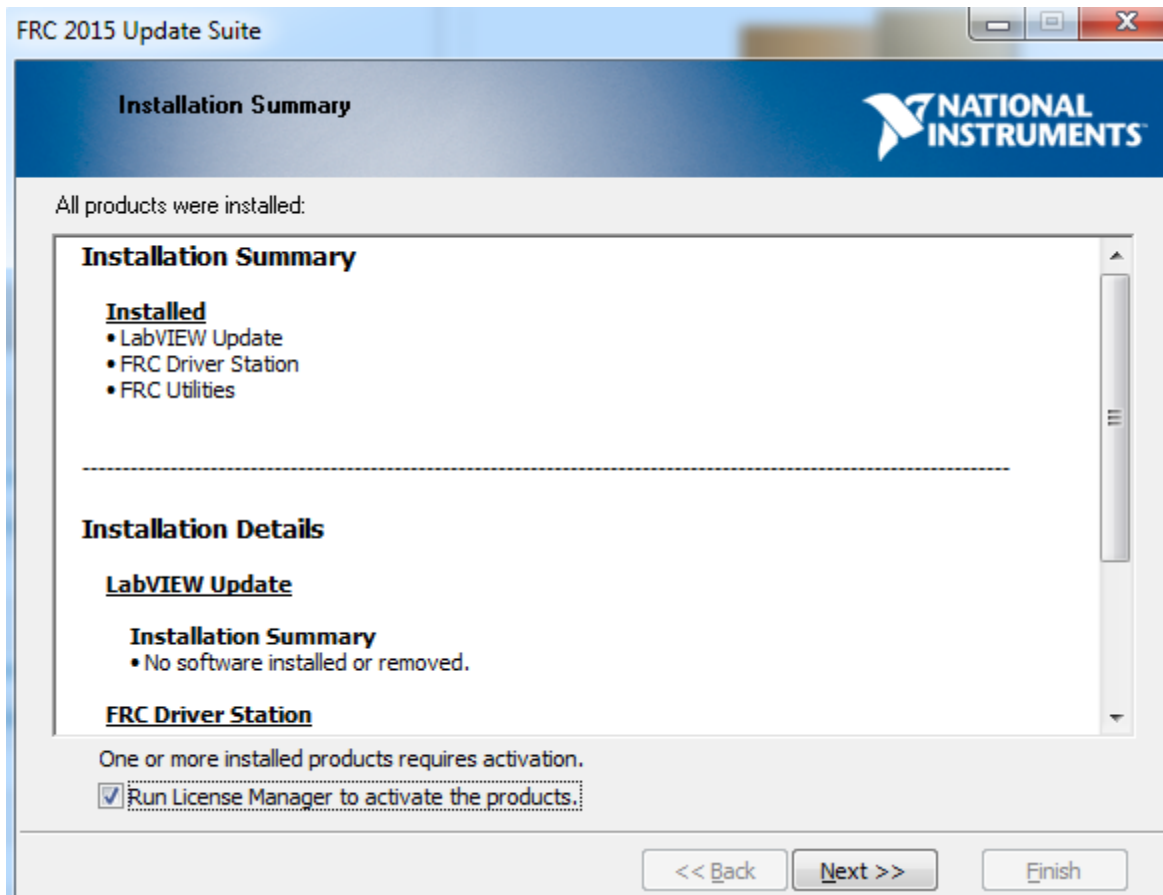 FRC 2015 Update Suite
Installation Summary
NATIONAL
INSTRUMENTS™
All products were installed:
Installation Summary
Installed
• LabVIEW Update
• FRC Driver Station
• FRC Utilities
--------------------------------------------------------------------------------------------------------------------
Installation Details
LabVIEW Update
Installation Summary
• No software installed or removed.
FRC Driver Station
One or more installed products requires activation.
Run License Manager to activate the products.
<< Back Next >> Finish